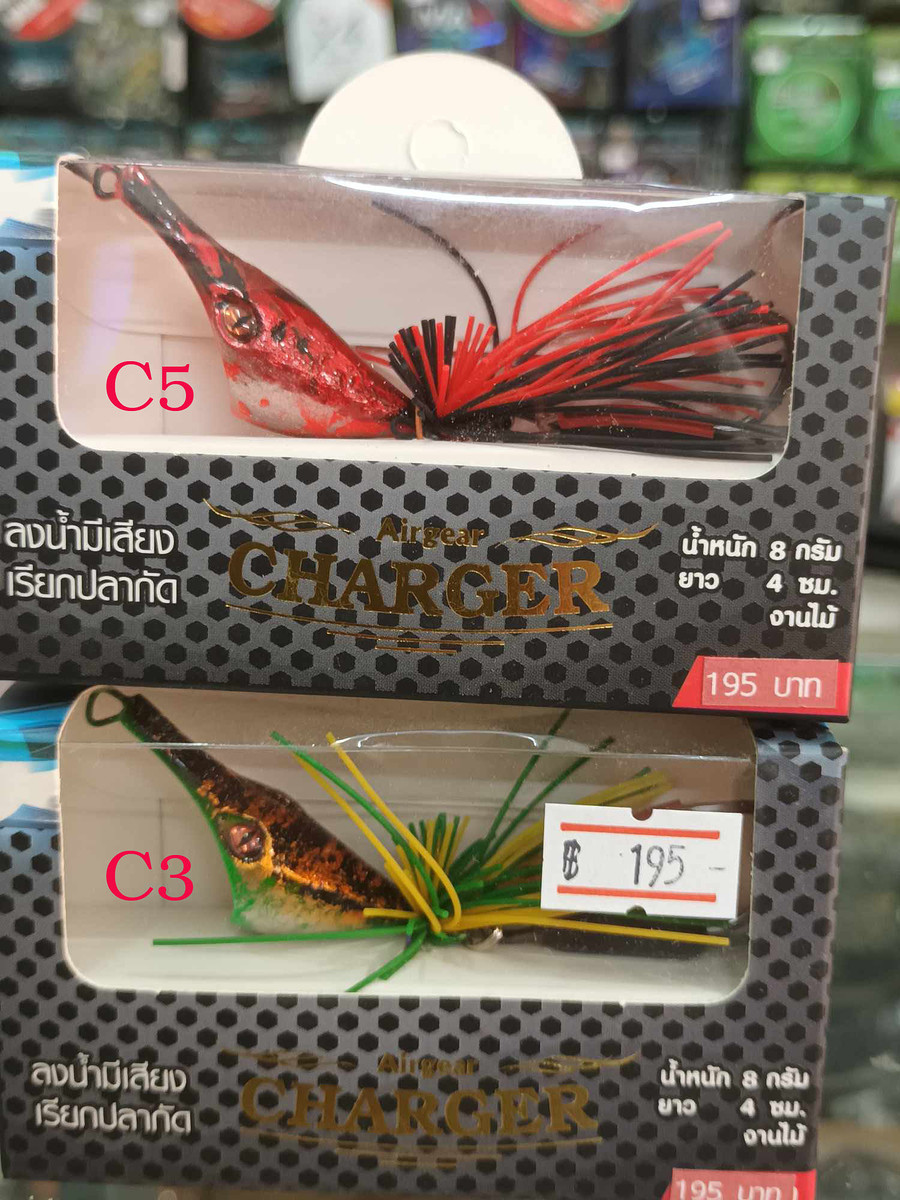 C5
ลงน้ำมีเสียง
เรียกปลากัด
Airgear
CHARGER
น้ำหนัก 8 กรัม
ยาว 4 ซม.
งานไม้
195 บาท
C3
฿ 195 -
ลงน้ำมีเสียง
เรียกปลากัด
Airgear
CHARGER
น้ำหนัก 8 กรัม
ยาว 4 ซม.
งานไม้
195 บาท